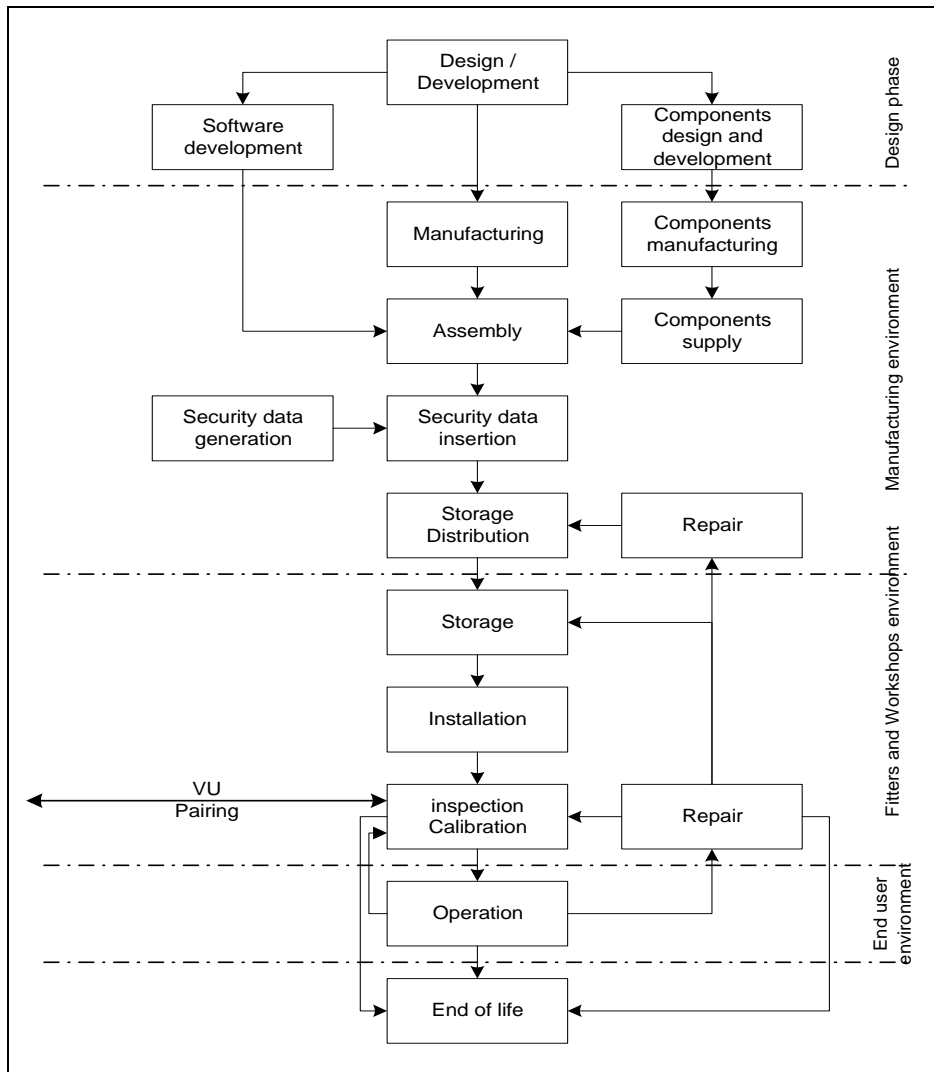 Design /
Development
Software
development
Components
design and
development
Design phase
Manufacturing
Components
manufacturing
Assembly
Components
supply
Security data
generation
Security data
insertion
Manufacturing environment
Storage
Distribution
Repair
Storage
Installation
VU
Pairing
inspection
Calibration
Repair
Fitters and Workshops environment
Operation
End user
environment
End of life